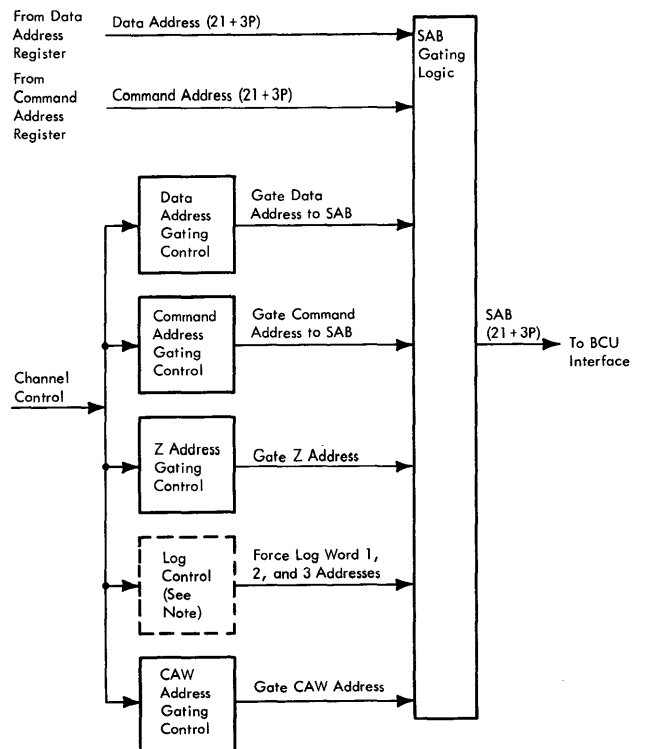 From Data
Address
Register
Data Address (21+3P)
SAB
Gating
Logic
From
Command
Address
Register
Command Address (21+3P)
Data
Address
Gating
Control
Gate Data
Address to SAB
Command
Address
Gating
Control
Gate Command
Address to SAB
SAB
(21+3P)
To BCU
Interface
Channel
Control
Z Address
Gating
Control
Gate Z Address
Log
Control
(See
Note)
Force Log Word 1,
2, and 3 Addresses
CAW
Address
Gating
Control
Gate CAW Address